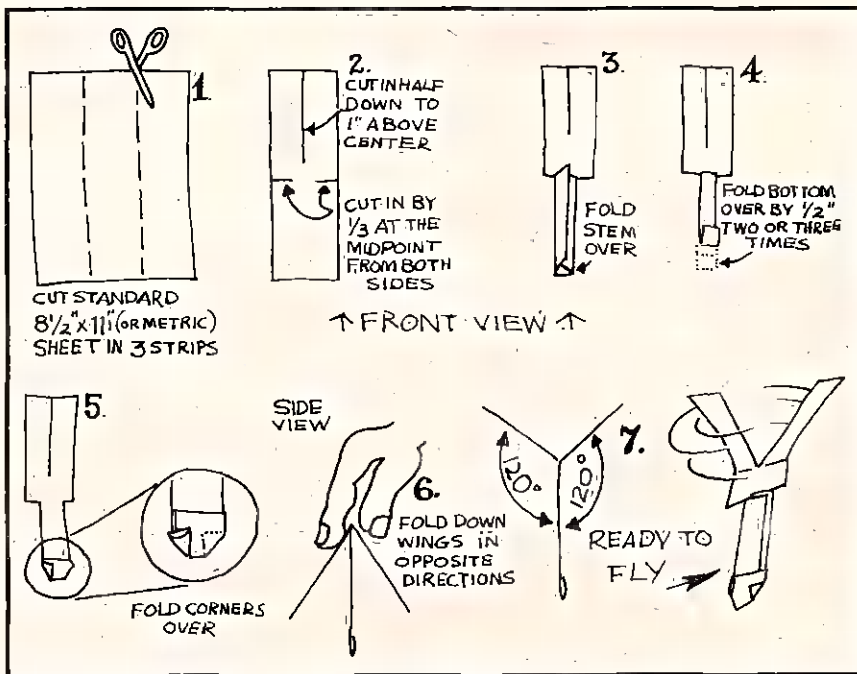 1.
CUT STANDARD
8½" x 11" (OR METRIC)
SHEET IN 3 STRIPS
2.
CUT IN HALF
DOWN TO
1" ABOVE
CENTER
CUT IN BY
⅓ AT THE
MIDPOINT
FROM BOTH
SIDES
3.
FOLD
STEM
OVER
4.
FOLD BOTTOM
OVER BY ½"
TWO OR THREE
TIMES
↑ FRONT VIEW ↑
5.
FOLD CORNERS
OVER
SIDE
VIEW
6.
FOLD DOWN
WINGS IN
OPPOSITE
DIRECTIONS
7.
120°
120°
READY TO
FLY